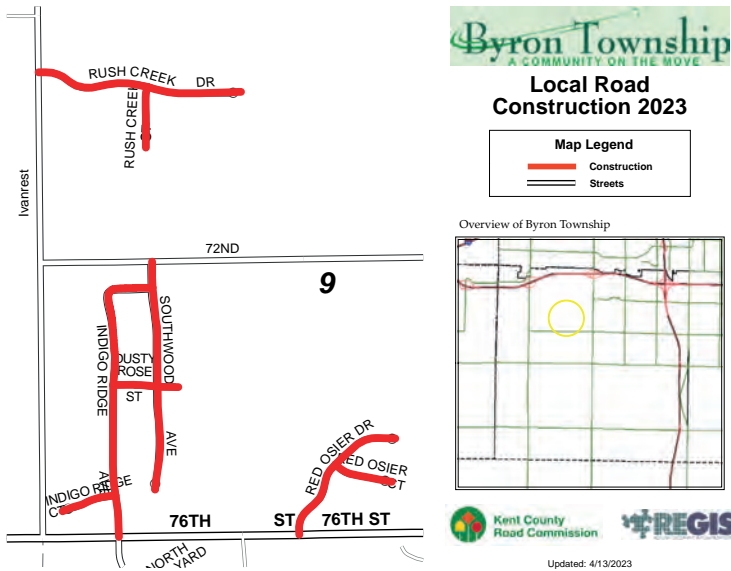 RUSH CREEK DR
RUSH CREEK
Ivanrest
72ND
9
SOUTHWOOD
AVE
INDIGO RIDGE
DUSTY
ROSE
ST
INDIGO RIDGE
CT
RED OSIER DR
RED OSIER
CT
76TH ST
76TH ST
NORTH
YARD
Byron Township
A COMMUNITY ON THE MOVE
Local Road
Construction 2023
Map Legend
Construction
Streets
Overview of Byron Township
Kent County
Road Commission
REGIS
Updated: 4/13/2023